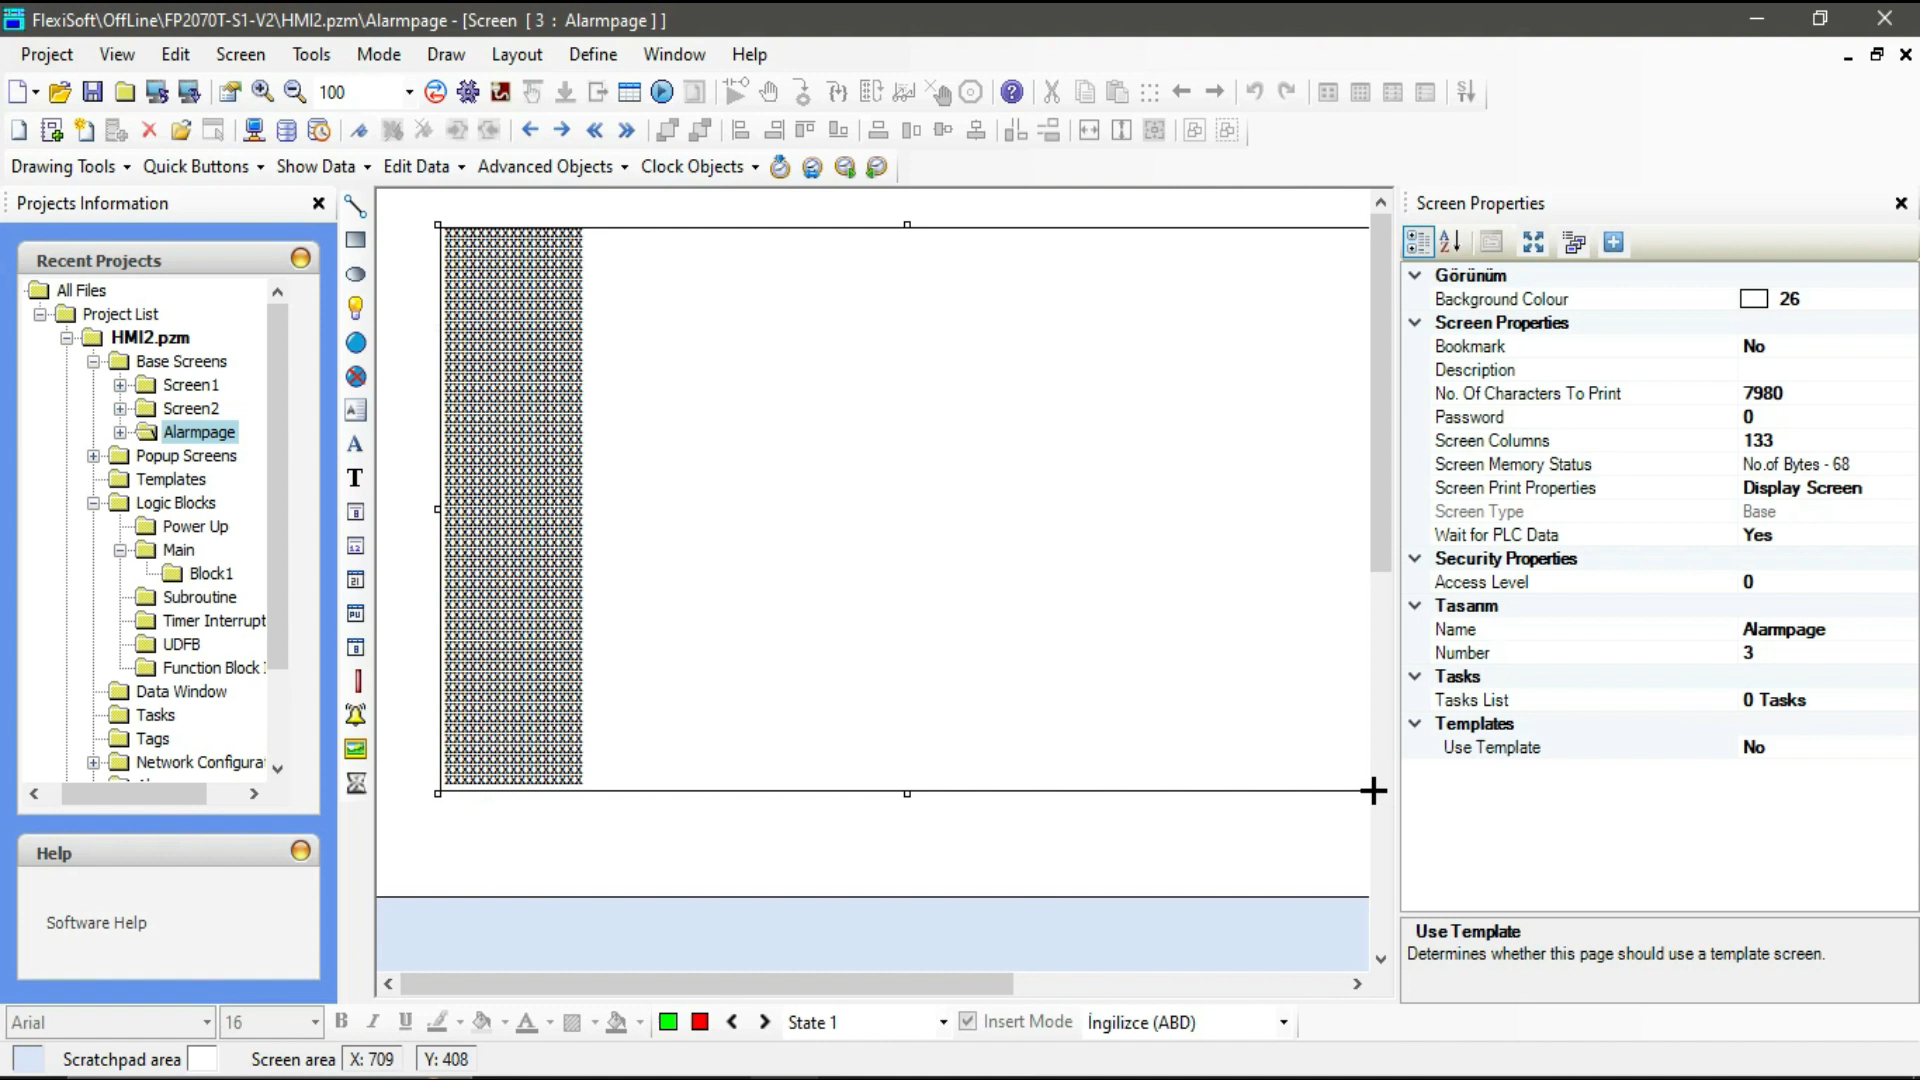 FlexiSoft\OffLine\FP2070T-S1-V2\HMI2.pzm\Alarmpage - [Screen [ 3 : Alarmpage ] ]
Project View Edit Screen Tools Mode Draw Layout Define Window Help
100
Drawing Tools Quick Buttons Show Data Edit Data Advanced Objects Clock Objects
Projects Information
Recent Projects
All Files
Project List
HMI2.pzm
Base Screens
Screen1
Screen2
Alarmpage
Popup Screens
Templates
Logic Blocks
Power Up
Main
Block1
Subroutine
Timer Interrupt
UDFB
Function Block
Data Window
Tasks
Tags
Network Configura
Help
Software Help
Screen Properties
Görünüm
Background Colour 26
Screen Properties
Bookmark No
Description
No. Of Characters To Print 7980
Password 0
Screen Columns 133
Screen Memory Status No.of Bytes - 68
Screen Print Properties Display Screen
Screen Type Base
Wait for PLC Data Yes
Security Properties
Access Level 0
Tasarım
Name Alarmpage
Number 3
Tasks
Tasks List 0 Tasks
Templates
Use Template No
Use Template
Determines whether this page should use a template screen.
Arial 16 B I U State 1 Insert Mode İngilizce (ABD)
Scratchpad area Screen area X: 709 Y: 408